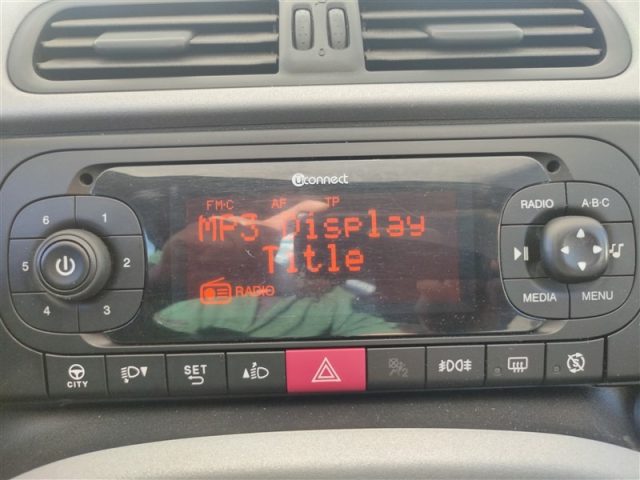 uconnect
FM-C AF TP
MP3 Display
Title
RADIO
6 1
5 2
4 3
RADIO A-B-C
MEDIA MENU
CITY
SET